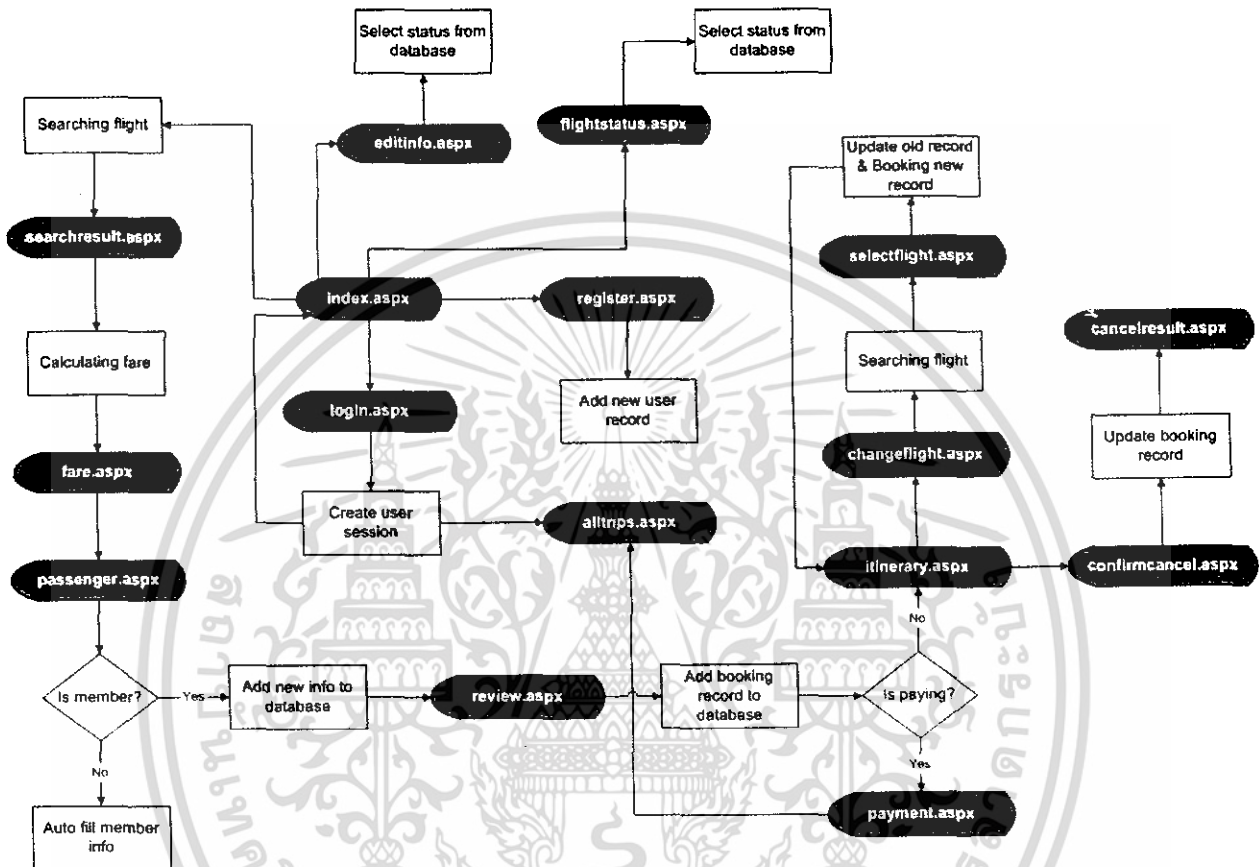 Select status from
database
Select status from
database
Searching flight
editinfo.aspx
flightstatus.aspx
Update old record
& Booking new
record
searchresult.aspx
selectflight.aspx
index.aspx
register.aspx
cancelresult.aspx
Calculating fare
Searching flight
login.aspx
Add new user
record
Update booking
record
fare.aspx
changeflight.aspx
Create user
session
alltrips.aspx
passenger.aspx
itinerary.aspx
confirmcancel.aspx
No
Is member?
Yes
Add new info to
database
review.aspx
Add booking
record to
database
Is paying?
No
Yes
Auto fill member
info
payment.aspx